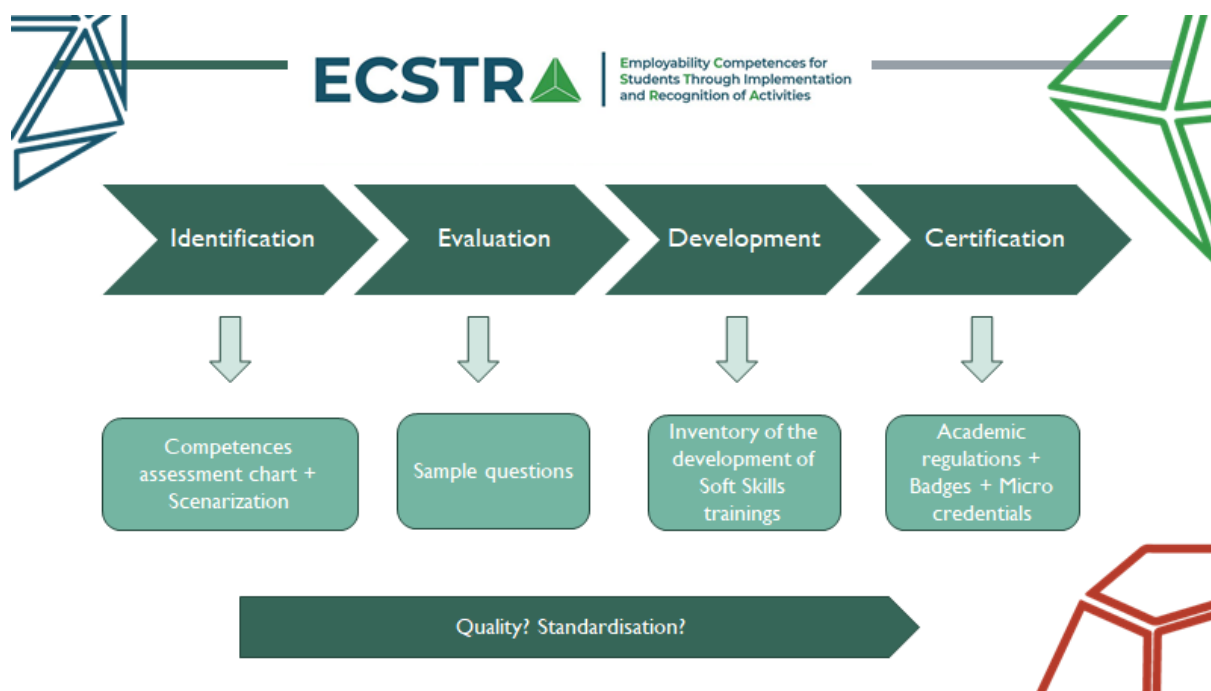 ECSTRA
Employability Competences for
Students Through Implementation
and Recognition of Activities
Identification
Evaluation
Development
Certification
Competences
assessment chart +
Scenarization
Sample questions
Inventory of the
development of
Soft Skills
trainings
Academic
regulations +
Badges + Micro
credentials
Quality? Standardisation?